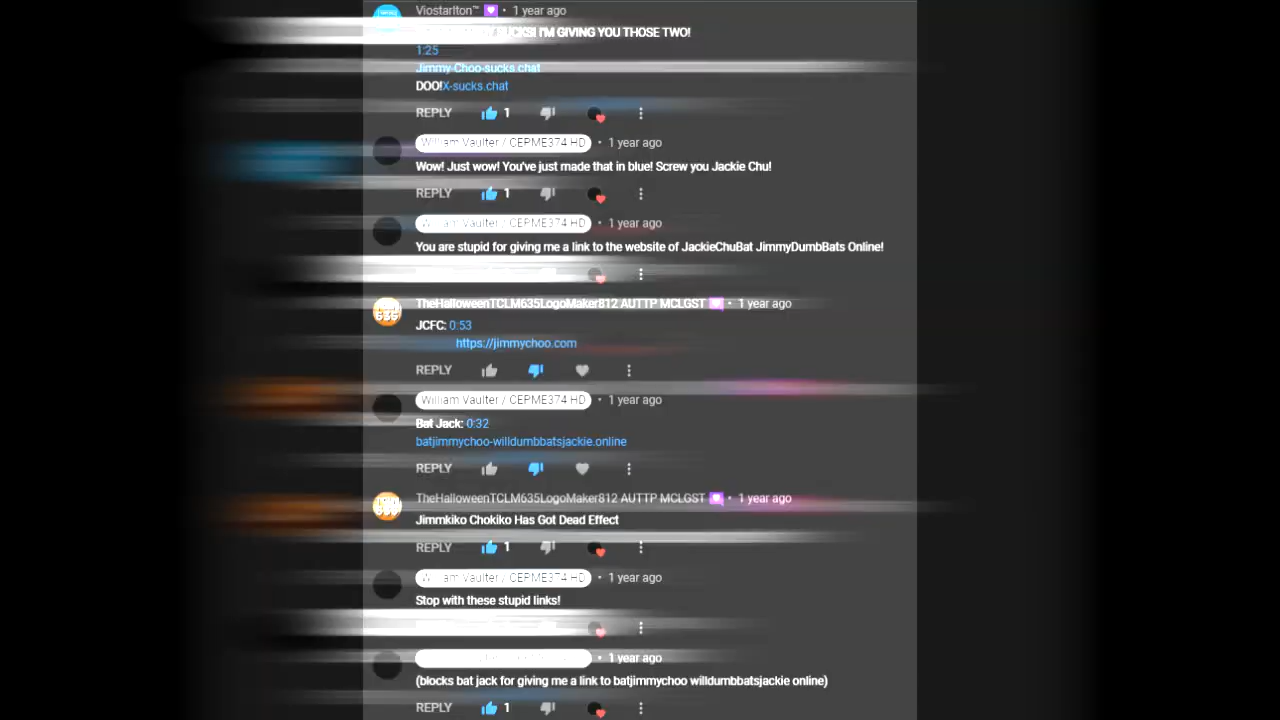 Viostarlton™ • 1 year ago
I'M GIVING YOU THOSE TWO!
1:25
Jimmy-Choo-sucks.chat
DOO!X-sucks.chat
REPLY 1
William Vaulter / CEPME374 HD • 1 year ago
Wow! Just wow! You've just made that in blue! Screw you Jackie Chu!
REPLY 1
William Vaulter / CEPME374 HD • 1 year ago
You are stupid for giving me a link to the website of JackieChuBat JimmyDumbBats Online!
TheHalloweenTCLM635LogoMaker812 AUTTP MCLGST • 1 year ago
JCFC: 0:53
https://jimmychoo.com
REPLY
William Vaulter / CEPME374 HD • 1 year ago
Bat Jack: 0:32
batjimmychoo-willdumbbatsjackie.online
REPLY
TheHalloweenTCLM635LogoMaker812 AUTTP MCLGST • 1 year ago
Jimmkiko Chokiko Has Got Dead Effect
REPLY 1
William Vaulter / CEPME374 HD • 1 year ago
Stop with these stupid links!
• 1 year ago
(blocks bat jack for giving me a link to batjimmychoo willdumbbatsjackie online)
REPLY 1